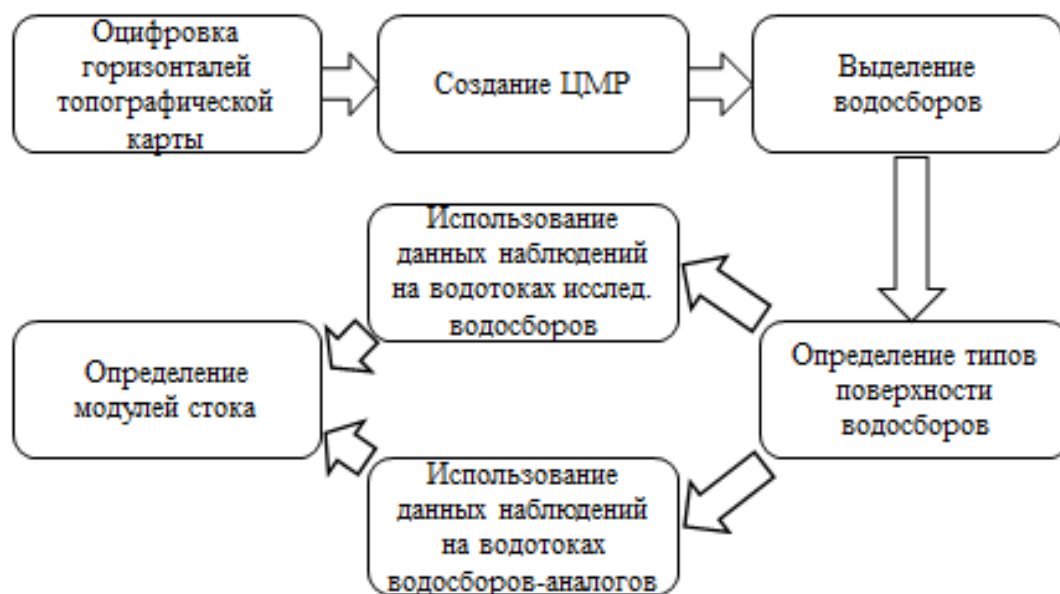 Оцифровка
горизонталей
топографической
карты
Создание ЦМР
Выделение
водосборов
Использование
данных наблюдений
на водотоках исслед.
водосборов
Определение типов
поверхности
водосборов
Определение
модулей стока
Использование
данных наблюдений
на водотоках
водосборов-аналогов